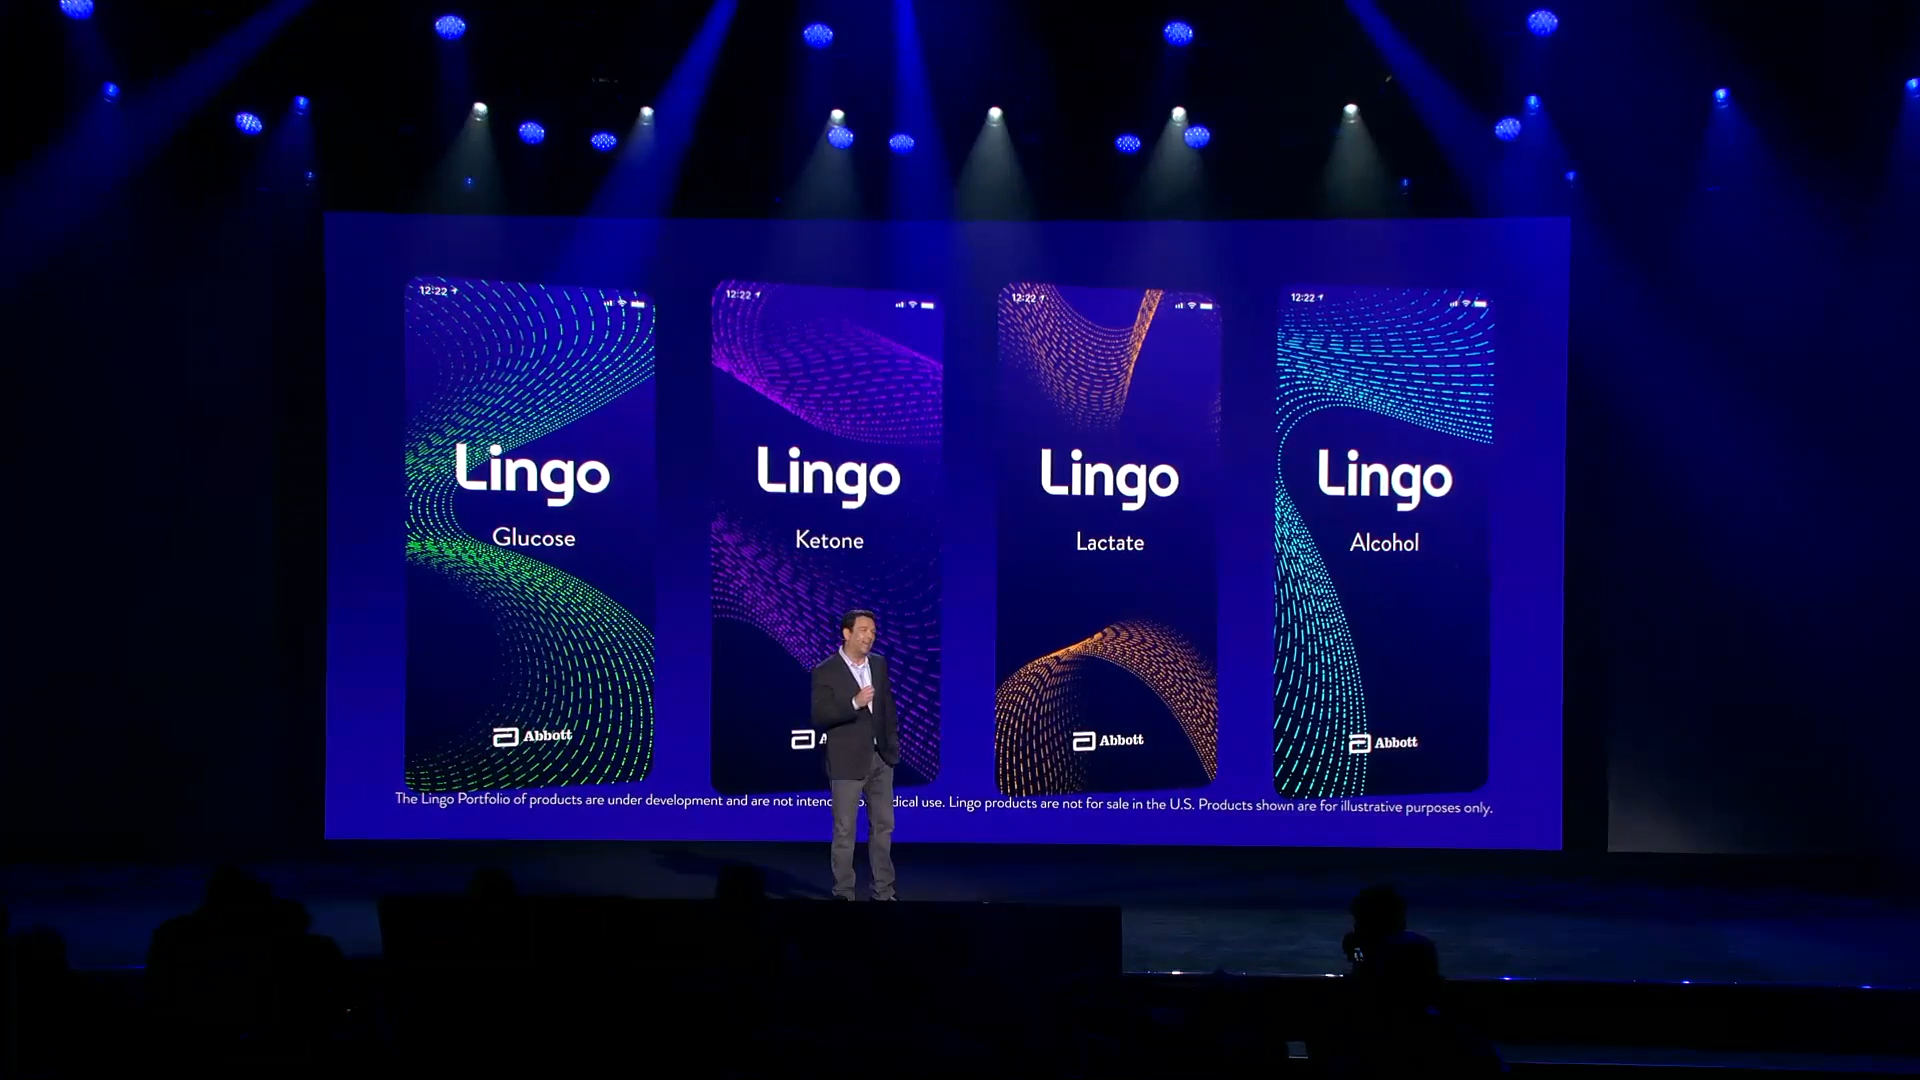 12:22
12:22
12:22
12:22
Lingo
Lingo
Lingo
Lingo
Glucose
Ketone
Lactate
Alcohol
Abbott
A
Abbott
Abbott
The Lingo Portfolio of products are under development and are not dical use. Lingo products are not for sale in the U.S. Products shown are for illustrative purposes only.